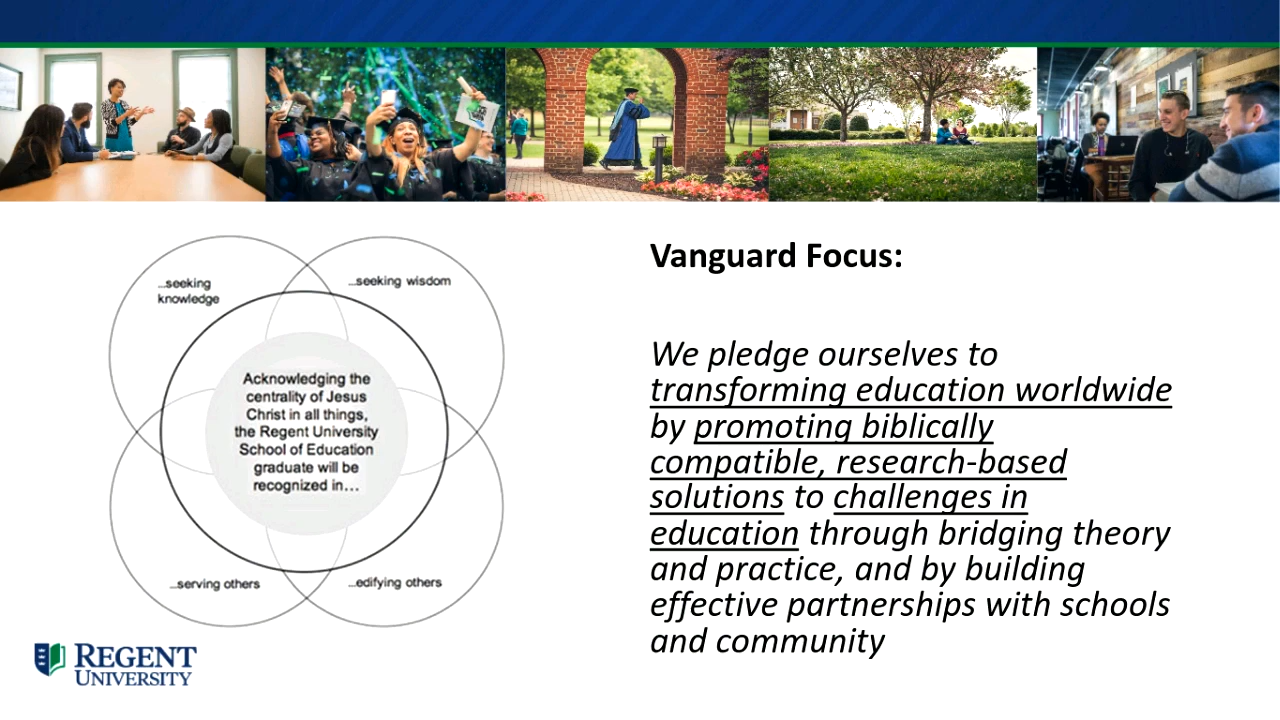 ...seeking
knowledge
...seeking wisdom
Acknowledging the
centrality of Jesus
Christ in all things,
the Regent University
School of Education
graduate will be
recognized in...
...serving others
...edifying others
REGENT
UNIVERSITY
Vanguard Focus:
We pledge ourselves to
transforming education worldwide
by promoting biblically
compatible, research-based
solutions to challenges in
education through bridging theory
and practice, and by building
effective partnerships with schools
and community